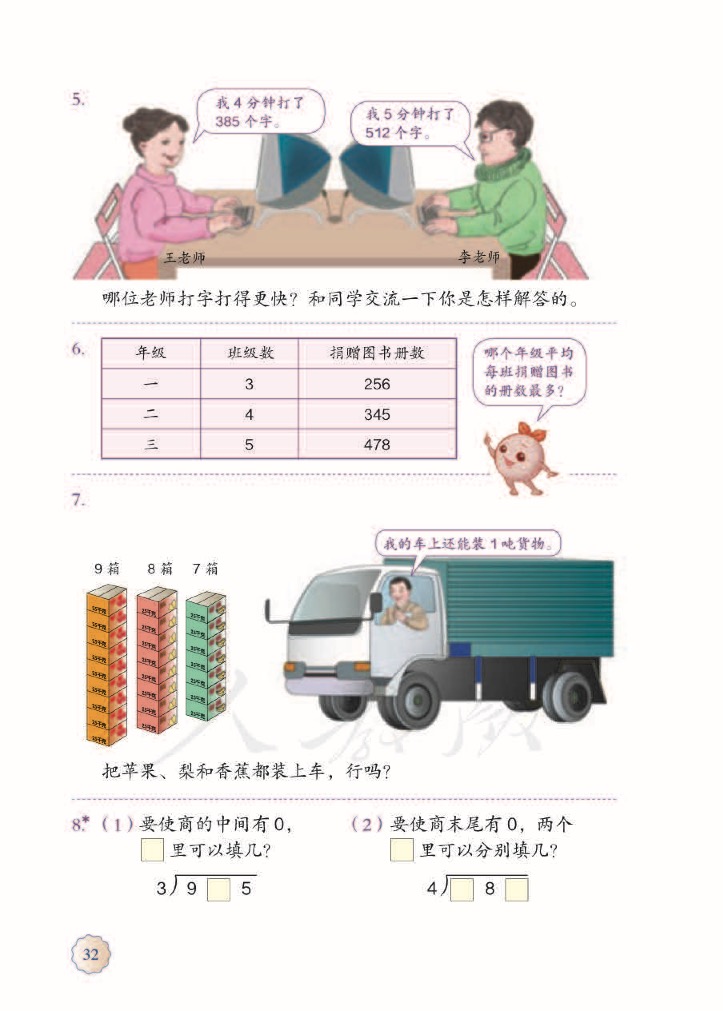 5.
我 4 分钟打了
385 个字。
我 5 分钟打了
512 个字。
王老师
李老师
哪位老师打字打得更快？和同学交流一下你是怎样解答的。
6.
年级 班级数 捐赠图书册数
一 3 256
二 4 345
三 5 478
哪个年级平均
每班捐赠图书
的册数最多？
7.
我的车上还能装 1 吨货物。
9 箱 8 箱 7 箱
把苹果、梨和香蕉都装上车，行吗？
8.* （1）要使商的中间有 0，
里可以填几？
3 9 5
（2）要使商末尾有 0，两个
里可以分别填几？
4 8
32